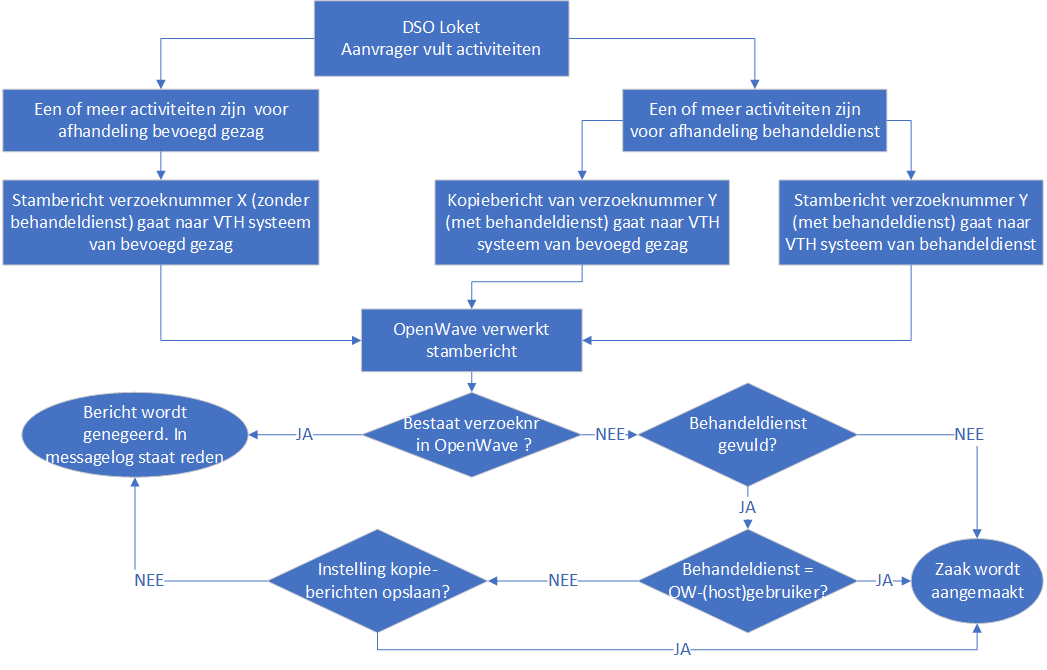 DSO Loket
Aanvrager vult activiteiten
Een of meer activiteiten zijn voor
afhandeling bevoegd gezag
Een of meer activiteiten zijn
voor afhandeling behandeldienst
Stambericht verzoeknummer X (zonder
behandeldienst) gaat naar VTH systeem
van bevoegd gezag
Kopiebericht van verzoeknummer Y
(met behandeldienst) gaat naar VTH
systeem van bevoegd gezag
Stambericht verzoeknummer Y
(met behandeldienst) gaat naar
VTH systeem van behandeldienst
OpenWave verwerkt
stambericht
Bericht wordt
genegeerd. In
messagelog staat reden
JA
Bestaat verzoeknr
in OpenWave ?
NEE
Behandeldienst
gevuld?
NEE
JA
NEE
Instelling kopie-
berichten opslaan?
NEE
Behandeldienst =
OW-(host)gebruiker?
JA
Zaak wordt
aangemaakt
JA